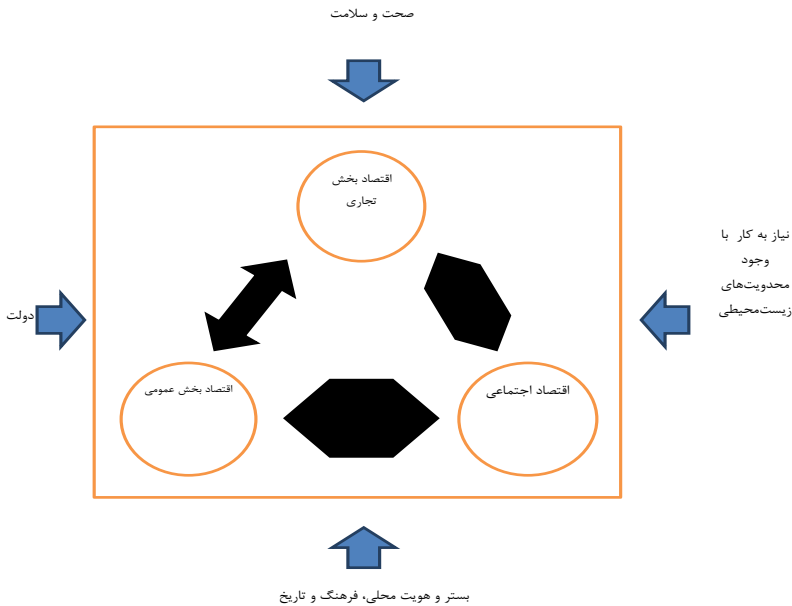 صحت و سلامت
اقتصاد بخش
تجاری
نیاز به کار با
وجود
محدویت‌های
زیست‌محیطی
دولت
اقتصاد بخش عمومی
اقتصاد اجتماعی
بستر و هویت محلی، فرهنگ و تاریخ